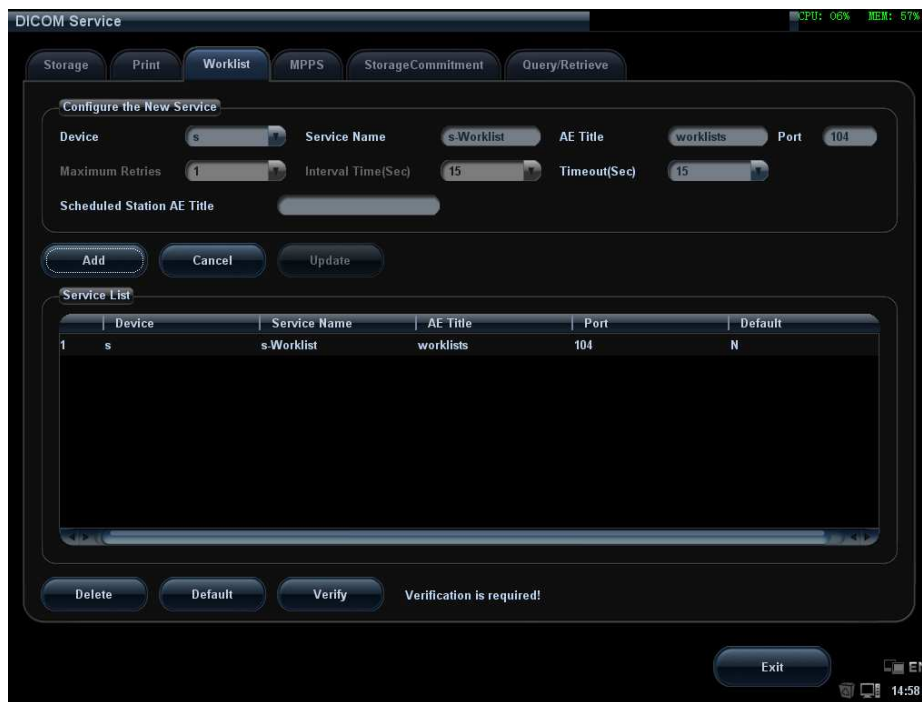 DICOM Service CPU: 06% MEM: 57%
Storage Print Worklist MPPS StorageCommitment Query/Retrieve
Configure the New Service
Device s Service Name s-Worklist AE Title worklists Port 104
Maximum Retries 1 Interval Time(Sec) 15 Timeout(Sec) 15
Scheduled Station AE Title
Add Cancel Update
Service List
Device Service Name AE Title Port Default
1 s s-Worklist worklists 104 N
Delete Default Verify Verification is required!
Exit EN
14:58